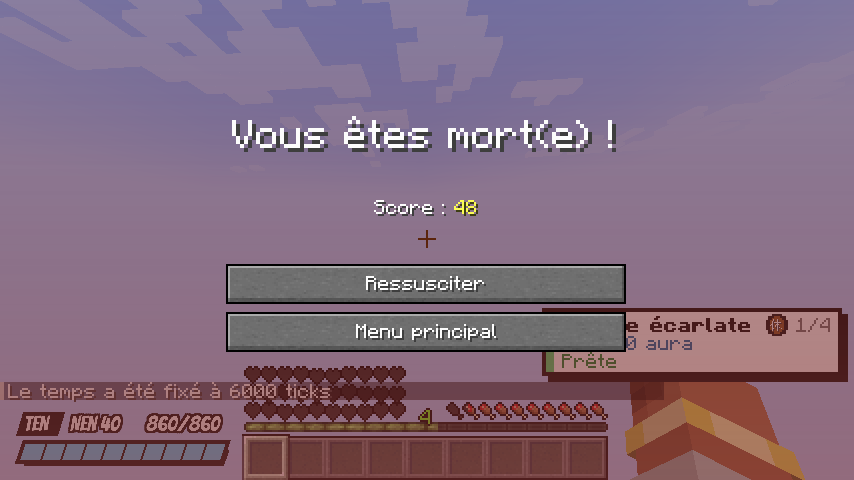 Vous êtes mort(e) !
Score : 48
Ressusciter
Menu principal
écarlate 休 1/4
aura
Prête
Le temps a été fixé à 6000 ticks
TEN NEN 40 860/860
4